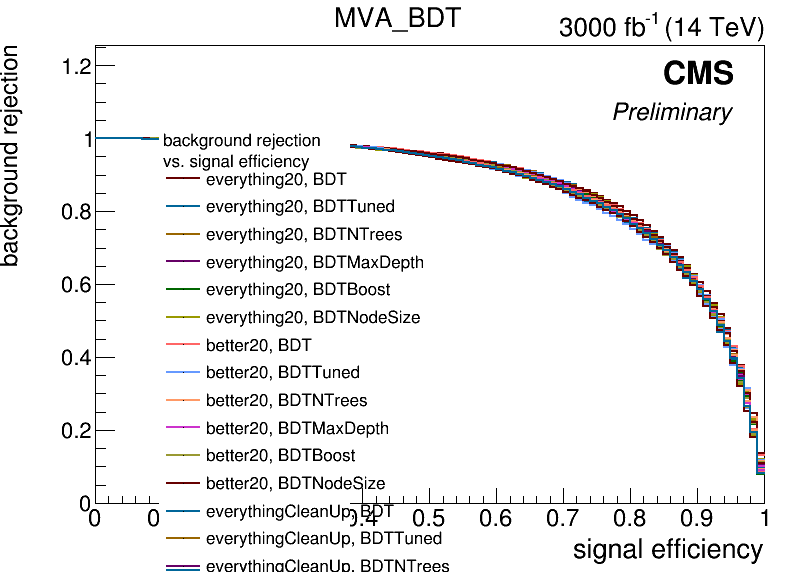 MVA_BDT
3000 fb-1 (14 TeV)
background rejection
1.2
CMS
Preliminary
1
background rejection
vs. signal efficiency
everything20, BDT
everything20, BDTTuned
0.8
everything20, BDTNTrees
everything20, BDTMaxDepth
everything20, BDTBoost
0.6
everything20, BDTNodeSize
better20, BDT
0.4
better20, BDTTuned
better20, BDTNTrees
better20, BDTMaxDepth
0.2
better20, BDTBoost
better20, BDTNodeSize
0
everythingCleanUp, BDT
0 0 0.4 0.5 0.6 0.7 0.8 0.9 1
everythingCleanUp, BDTTuned
signal efficiency
everythingCleanUp, BDTNTrees